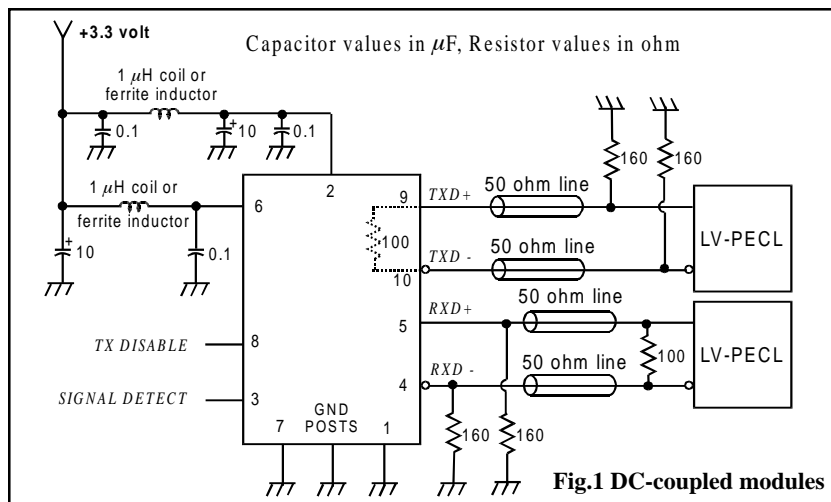 +3.3 volt
Capacitor values in μF, Resistor values in ohm
1 μH coil or
ferrite inductor
0.1
+
10
0.1
1 μH coil or
ferrite inductor
+
10
0.1
2
6
9
TXD+
50 ohm line
160
160
LV-PECL
100
50 ohm line
TXD -
10
50 ohm line
RXD+
5
100
LV-PECL
50 ohm line
RXD -
4
TX DISABLE
8
SIGNAL DETECT
3
GND
POSTS
7
1
160
160
Fig.1 DC-coupled modules